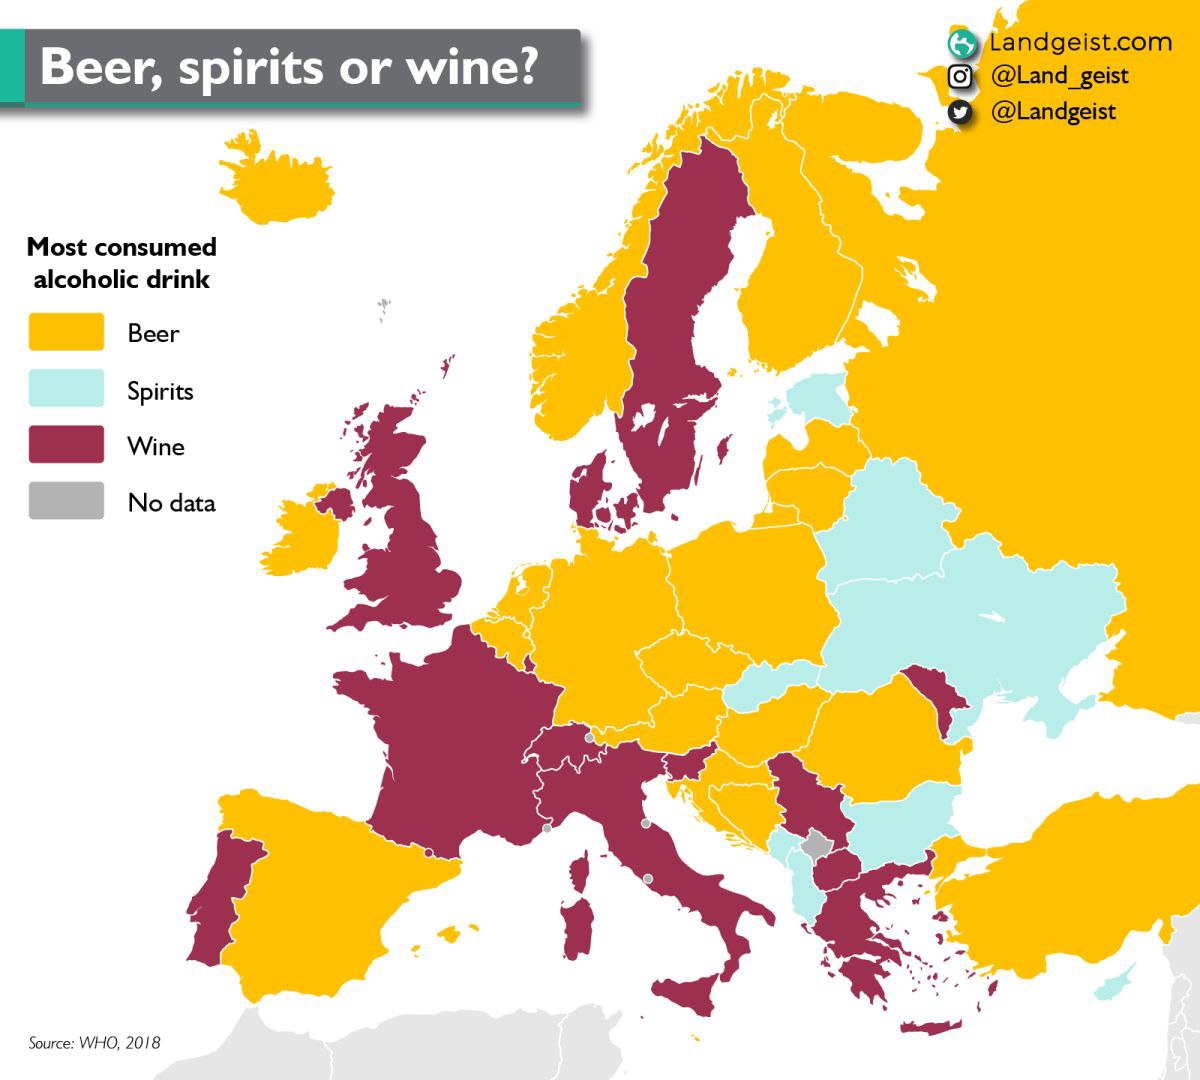 Beer, spirits or wine?
Landgeist.com
@Land_geist
@Landgeist
Most consumed
alcoholic drink
Beer
Spirits
Wine
No data
Source: WHO, 2018